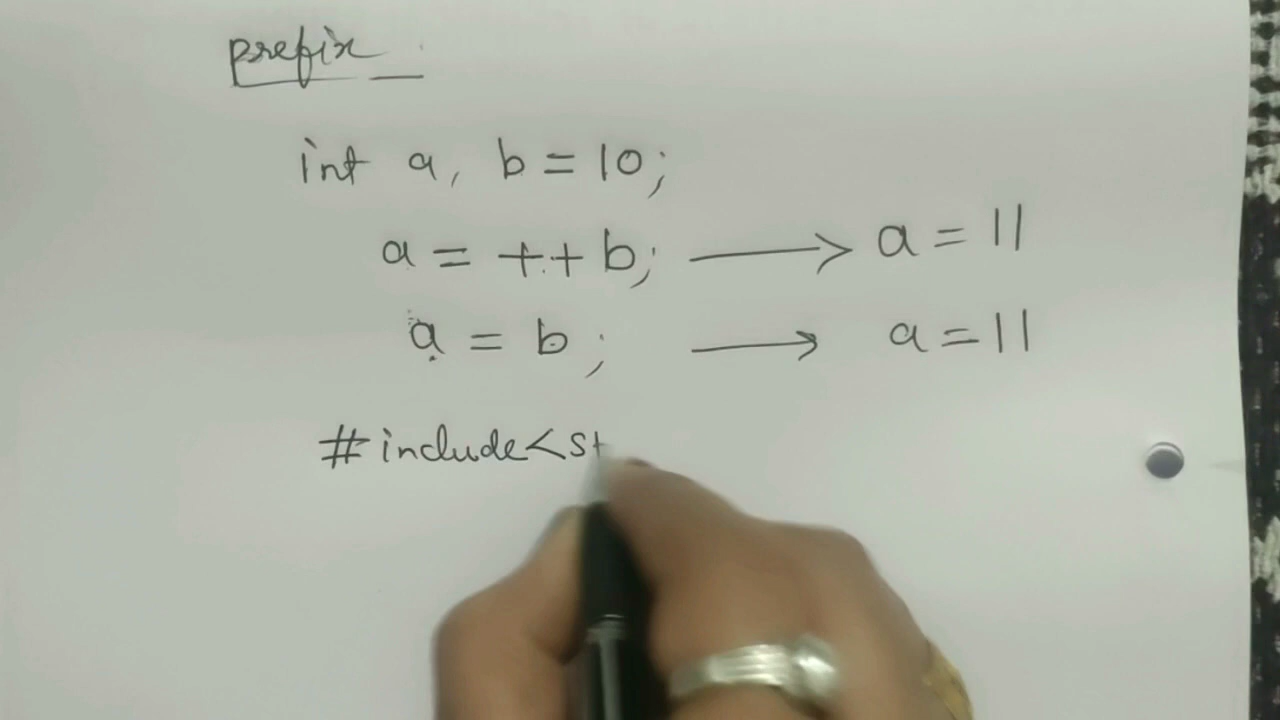 prefix
int a, b = 10;
a = ++b; → a = 11
a = b; → a = 11
#include<st